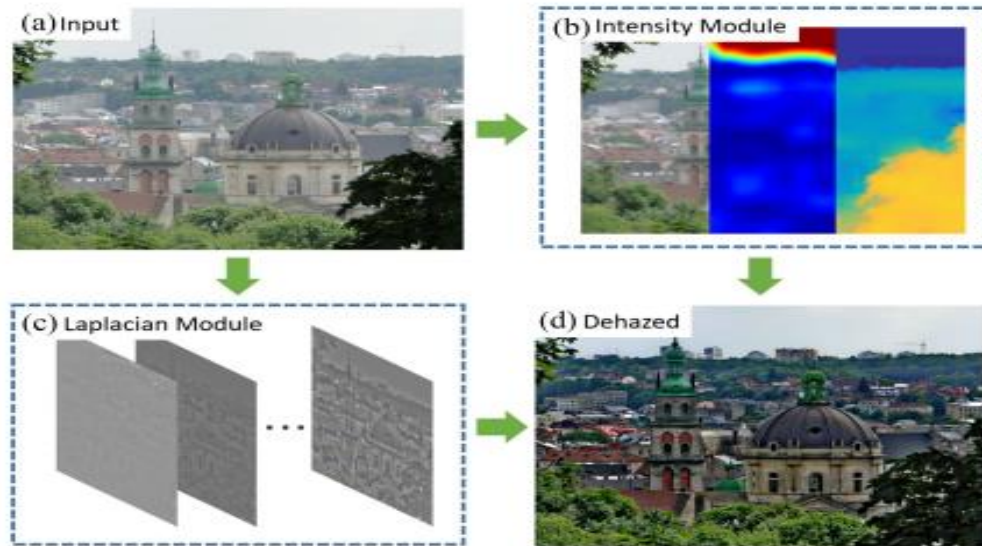 (a) Input
(b) Intensity Module
(c) Laplacian Module
...
(d) Dehazed